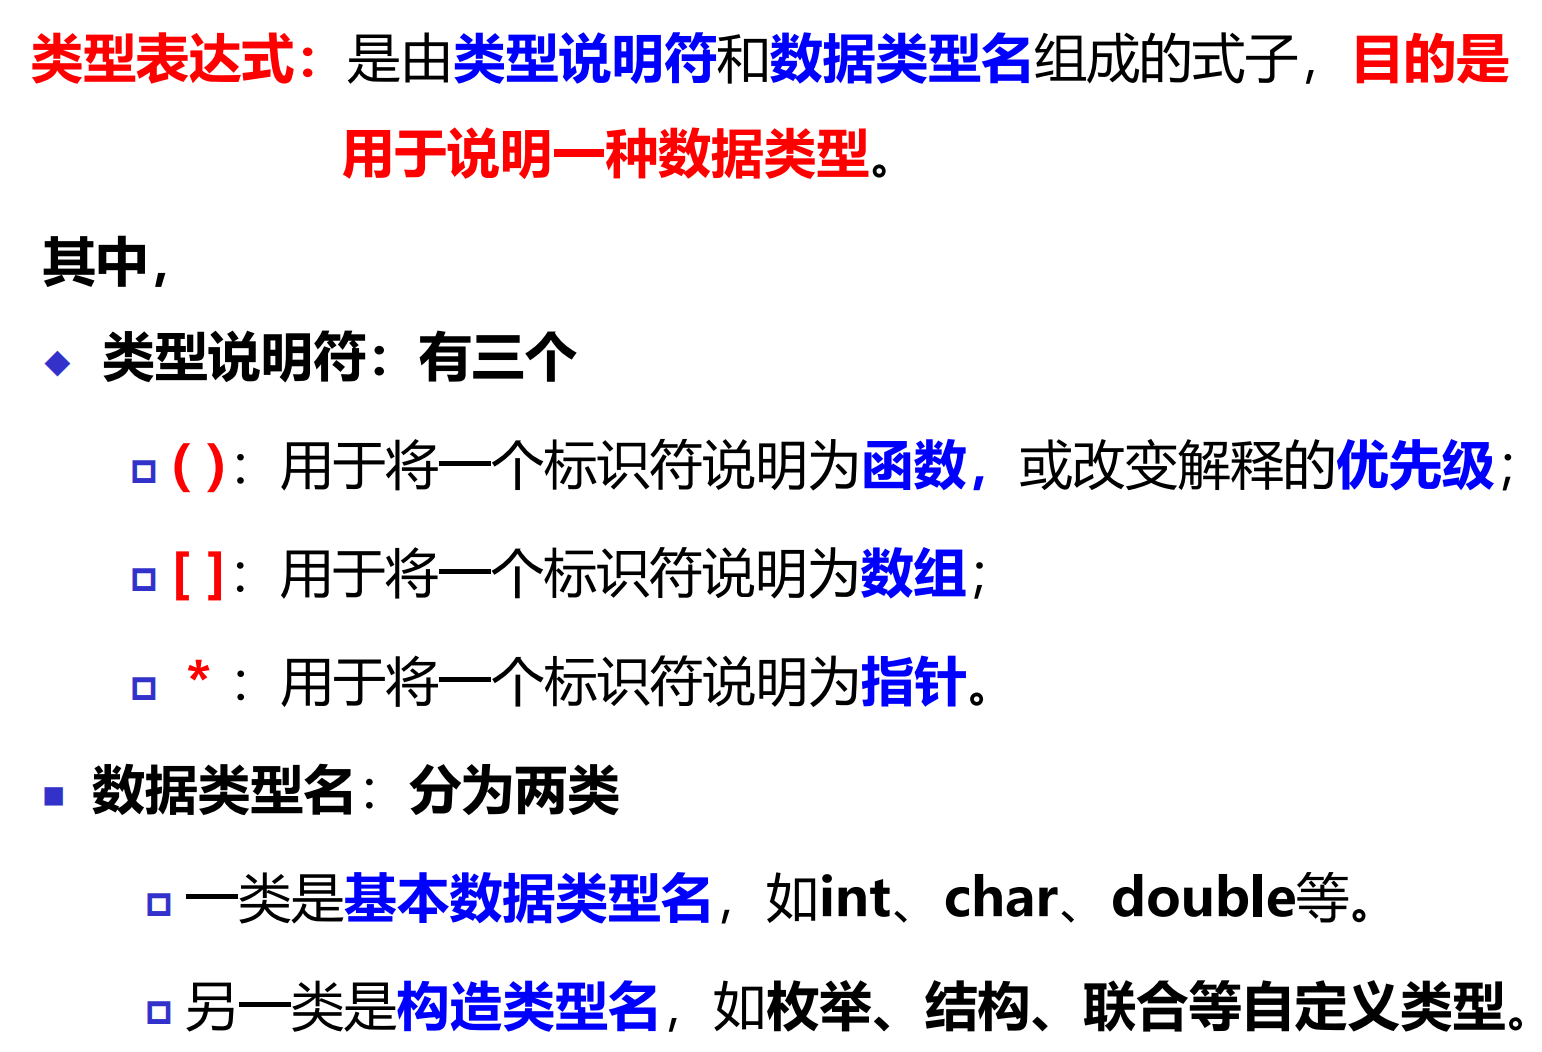 类型表达式：是由类型说明符和数据类型名组成的式子，目的是
用于说明一种数据类型。
其中，
类型说明符：有三个
( )：用于将一个标识符说明为函数，或改变解释的优先级；
[ ]：用于将一个标识符说明为数组；
*：用于将一个标识符说明为指针。
数据类型名：分为两类
一类是基本数据类型名，如int、char、double等。
另一类是构造类型名，如枚举、结构、联合等自定义类型。